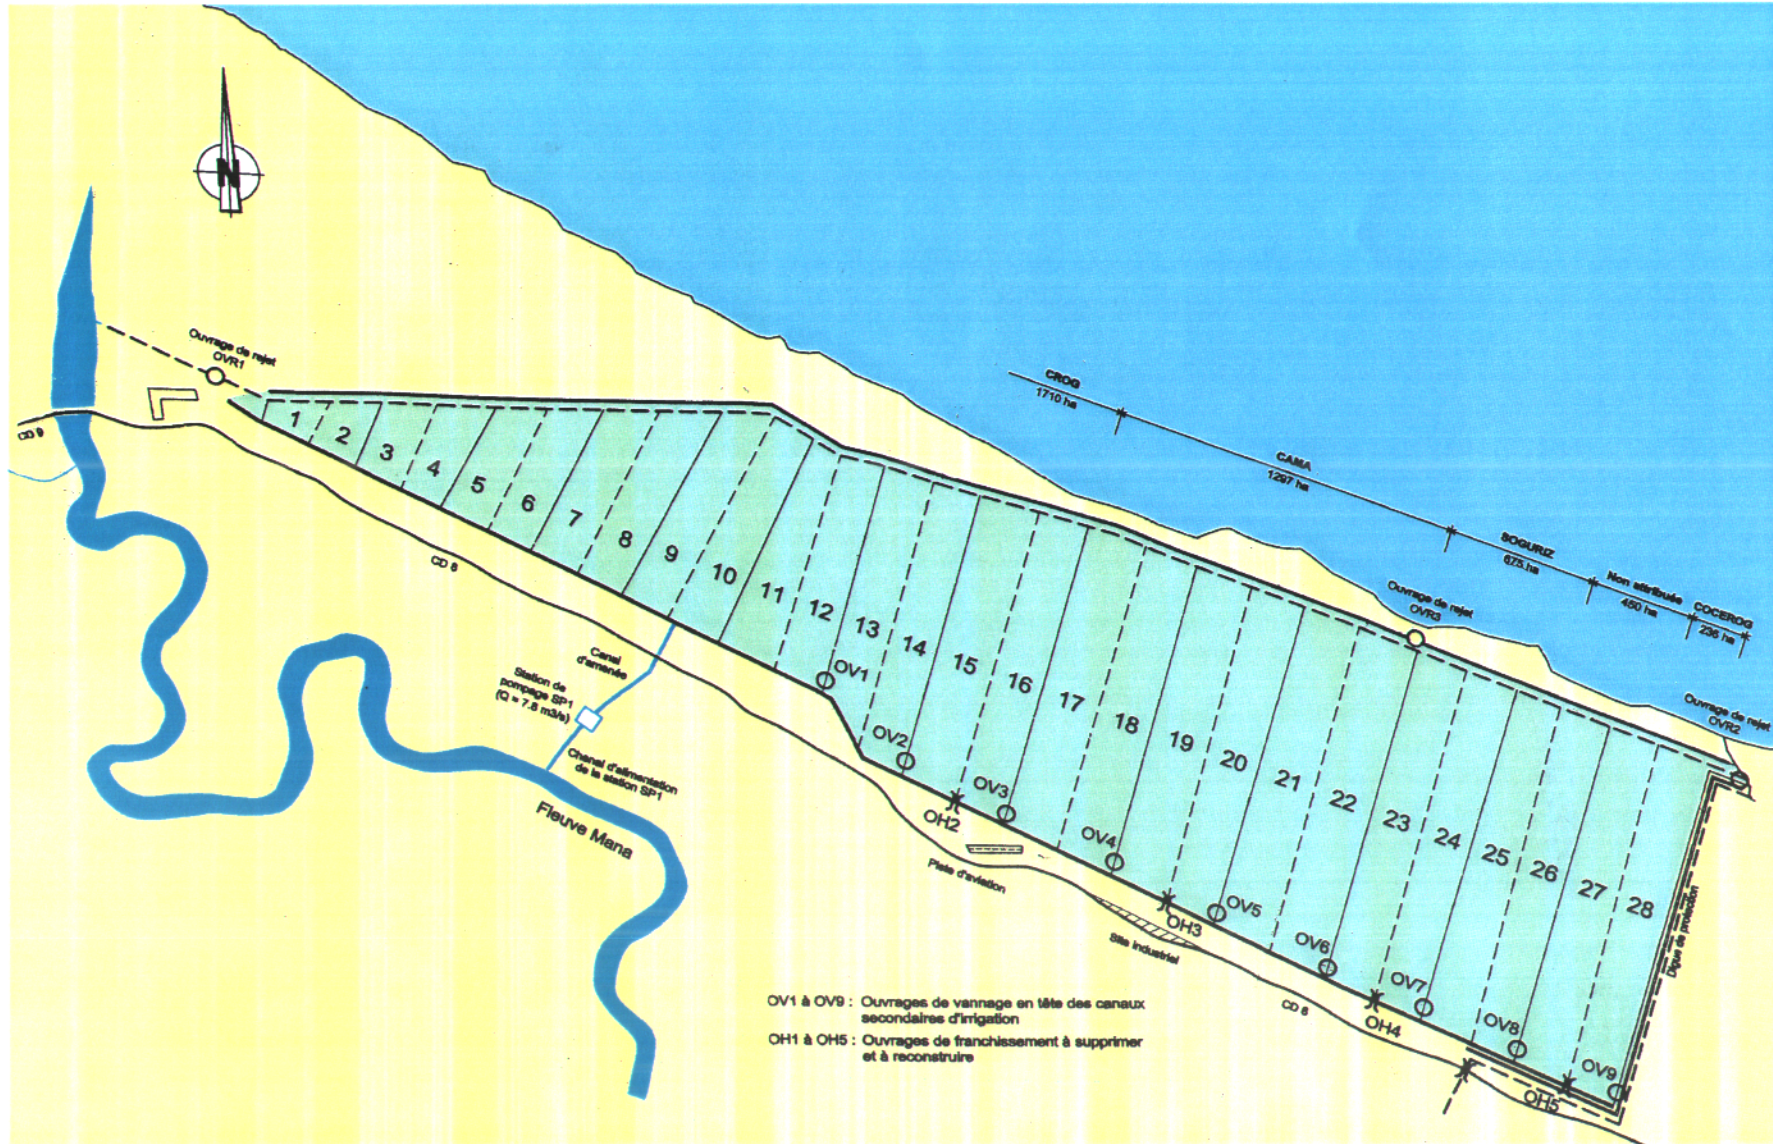 N
Ouvrage de rejet
OVR1
CD 9
1
2
3
4
5
6
7
8
9
10
11
12
13
14
15
16
17
18
19
20
21
22
23
24
25
26
27
28
CROG
1710 ha
CAMA
1297 ha
SOGURIZ
675 ha
Non attribuée
450 ha
COCEROG
236 ha
Ouvrage de rejet
OVR3
Ouvrage de rejet
OVR2
CD 8
Canal
d'amenée
Station de
pompage SP1
(Q = 7.8 m3/s)
Chenal d'alimentation
de la station SP1
Fleuve Mana
OV1
OV2
OH2
OV3
OV4
OH3
OV5
OV6
OH4
OV7
OV8
OH5
OV9
Piste d'aviation
Site industriel
CD 8
Digue de protection
OV1 à OV9 : Ouvrages de vannage en tête des canaux
secondaires d'irrigation
OH1 à OH5 : Ouvrages de franchissement à supprimer
et à reconstruire